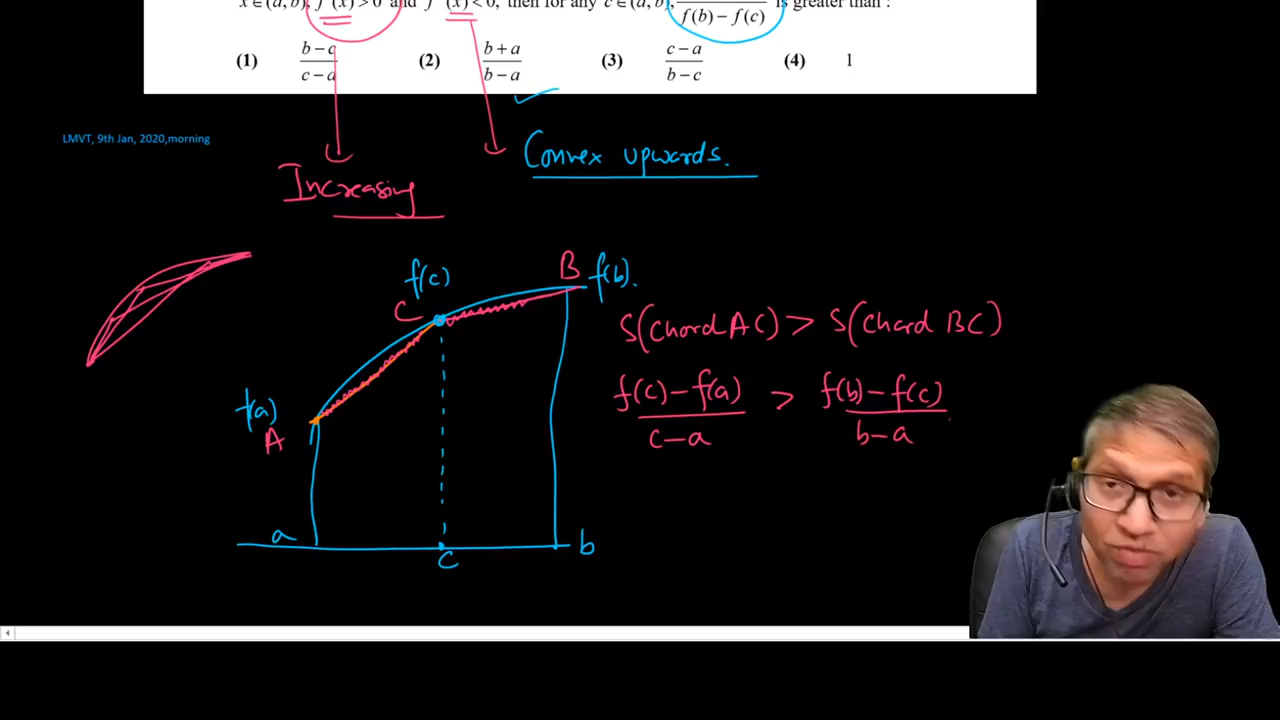 x ∈ (a, b), f′(x) > 0 and f″(x) < 0, then for any c ∈ (a, b), is greater than :
f(b) − f(c)
(1) b − c / c − a (2) b + a / b − a (3) c − a / b − c (4) 1
LMVT, 9th Jan, 2020,morning
Convex upwards.
Increasing
f(c) B f(b).
C
S(Chord AC) > S(Chord BC)
f(a) f(c) − f(a) / c − a > f(b) − f(c) / b − a
A
a b
c